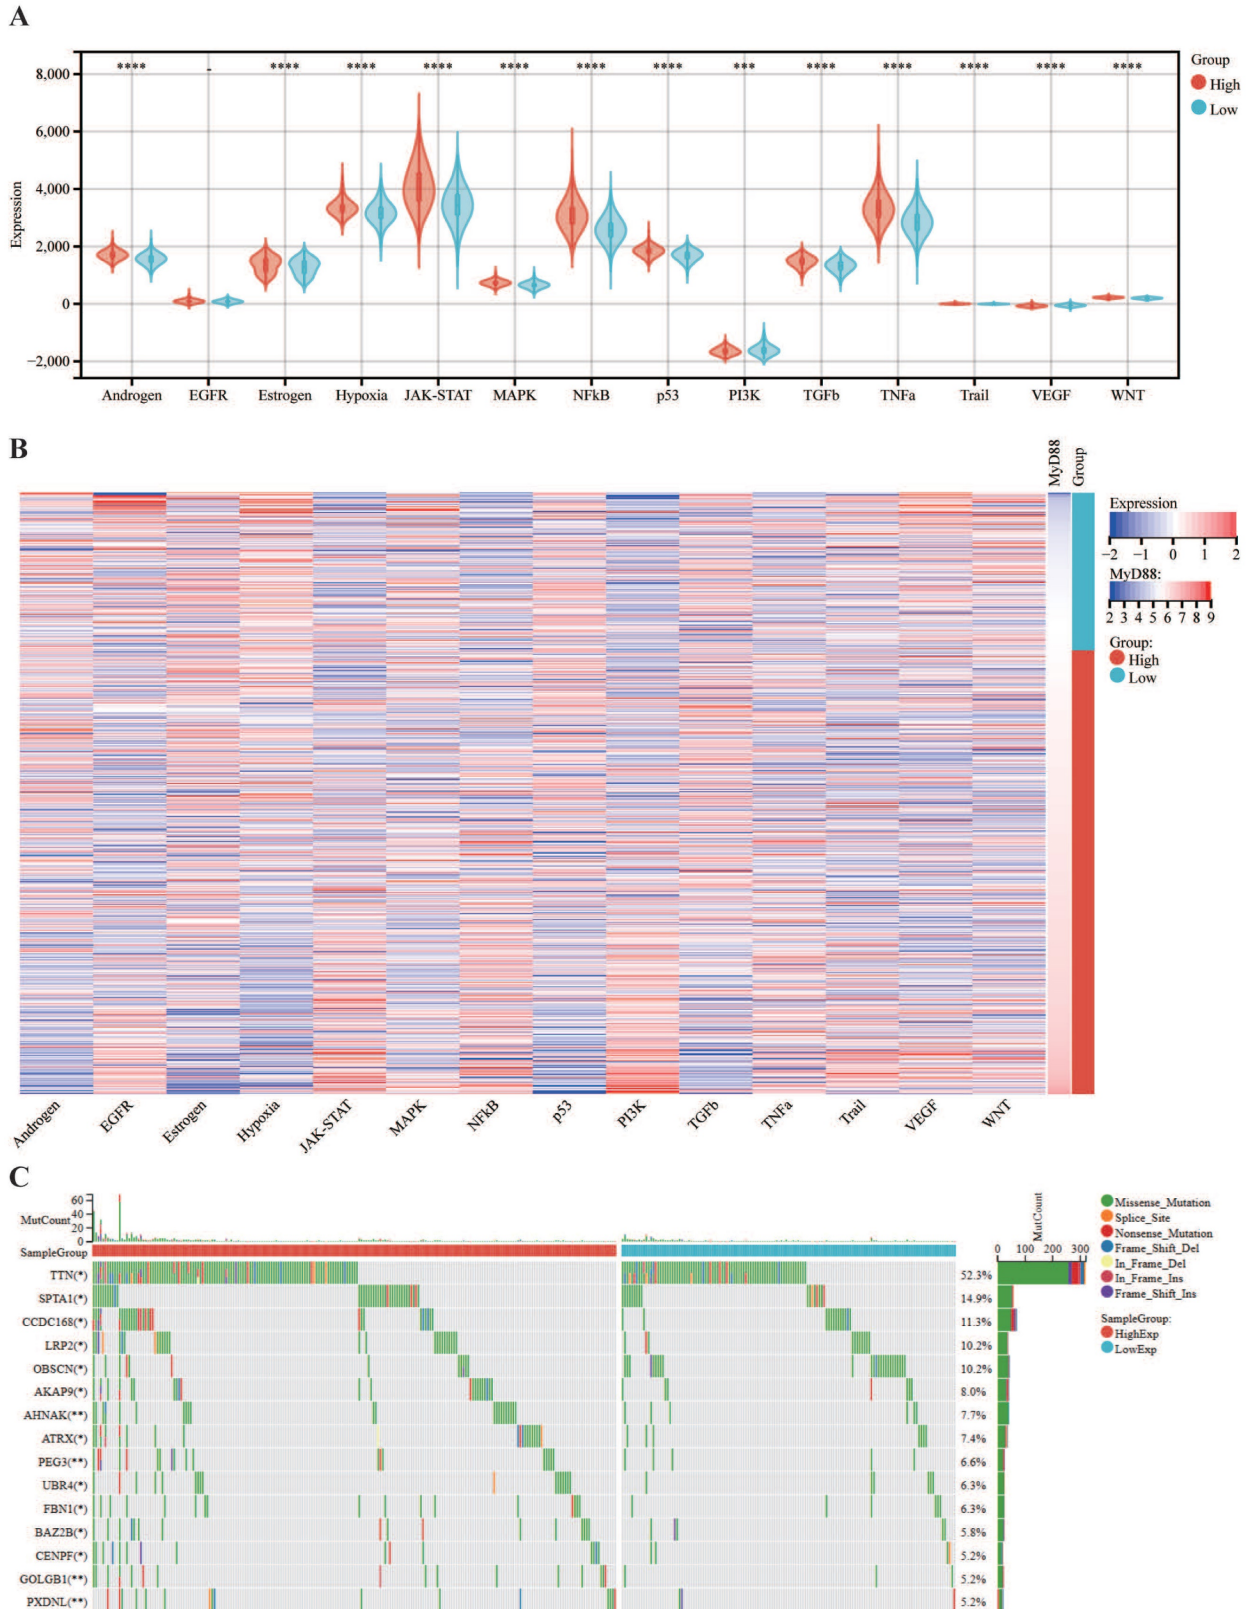 A
**** - **** **** **** **** **** **** *** **** **** **** **** ****
Group
High
Low
8,000
6,000
4,000
2,000
0
−2,000
Expression
Androgen EGFR Estrogen Hypoxia JAK-STAT MAPK NFkB p53 PI3K TGFb TNFa Trail VEGF WNT
B
MyD88
Group
Expression
−2 −1 0 1 2
MyD88:
2 3 4 5 6 7 8 9
Group:
High
Low
Androgen EGFR Estrogen Hypoxia JAK-STAT MAPK NFkB p53 PI3K TGFb TNFa Trail VEGF WNT
C
60
40
20
0
MutCount
SampleGroup
MutCount
0 100 200 300
TTN(*) 52.3%
SPTA1(*) 14.9%
CCDC168(*) 11.3%
LRP2(*) 10.2%
OBSCN(*) 10.2%
AKAP9(*) 8.0%
AHNAK(**) 7.7%
ATRX(*) 7.4%
PEG3(**) 6.6%
UBR4(*) 6.3%
FBN1(*) 6.3%
BAZ2B(*) 5.8%
CENPF(*) 5.2%
GOLGB1(**) 5.2%
PXDNL(**) 5.2%
Missense_Mutation
Splice_Site
Nonsense_Mutation
Frame_Shift_Del
In_Frame_Del
In_Frame_Ins
Frame_Shift_Ins
SampleGroup:
HighExp
LowExp